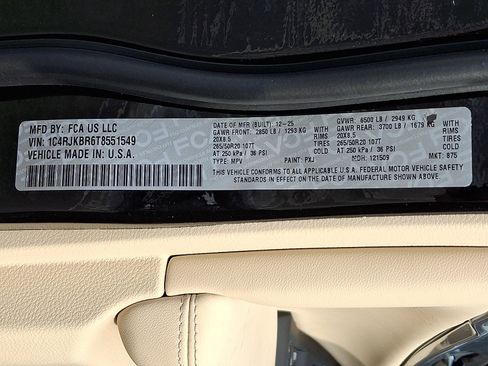 MFD BY: FCA US LLC
VIN: 1C4RJKBR6T8551549
VEHICLE MADE IN: U.S.A.
DATE OF MFR (BUILT): 12-25 GVWR: 6500 LB / 2949 KG
GAWR FRONT: 2850 LB / 1293 KG GAWR REAR: 3700 LB / 1679 KG
20X8.5 RIMS 20X8.5 RIMS
265/50R20 107T TIRES 265/50R20 107T TIRES
AT 250 kPa / 36 PSI COLD AT 250 kPa / 36 PSI COLD
TYPE: MPV PAINT: PXJ MDH: 121509 MKT: 875
THIS VEHICLE CONFORMS TO ALL APPLICABLE U.S.A. FEDERAL MOTOR VEHICLE SAFETY
STANDARDS IN EFFECT ON THE DATE OF MANUFACTURE SHOWN ABOVE.